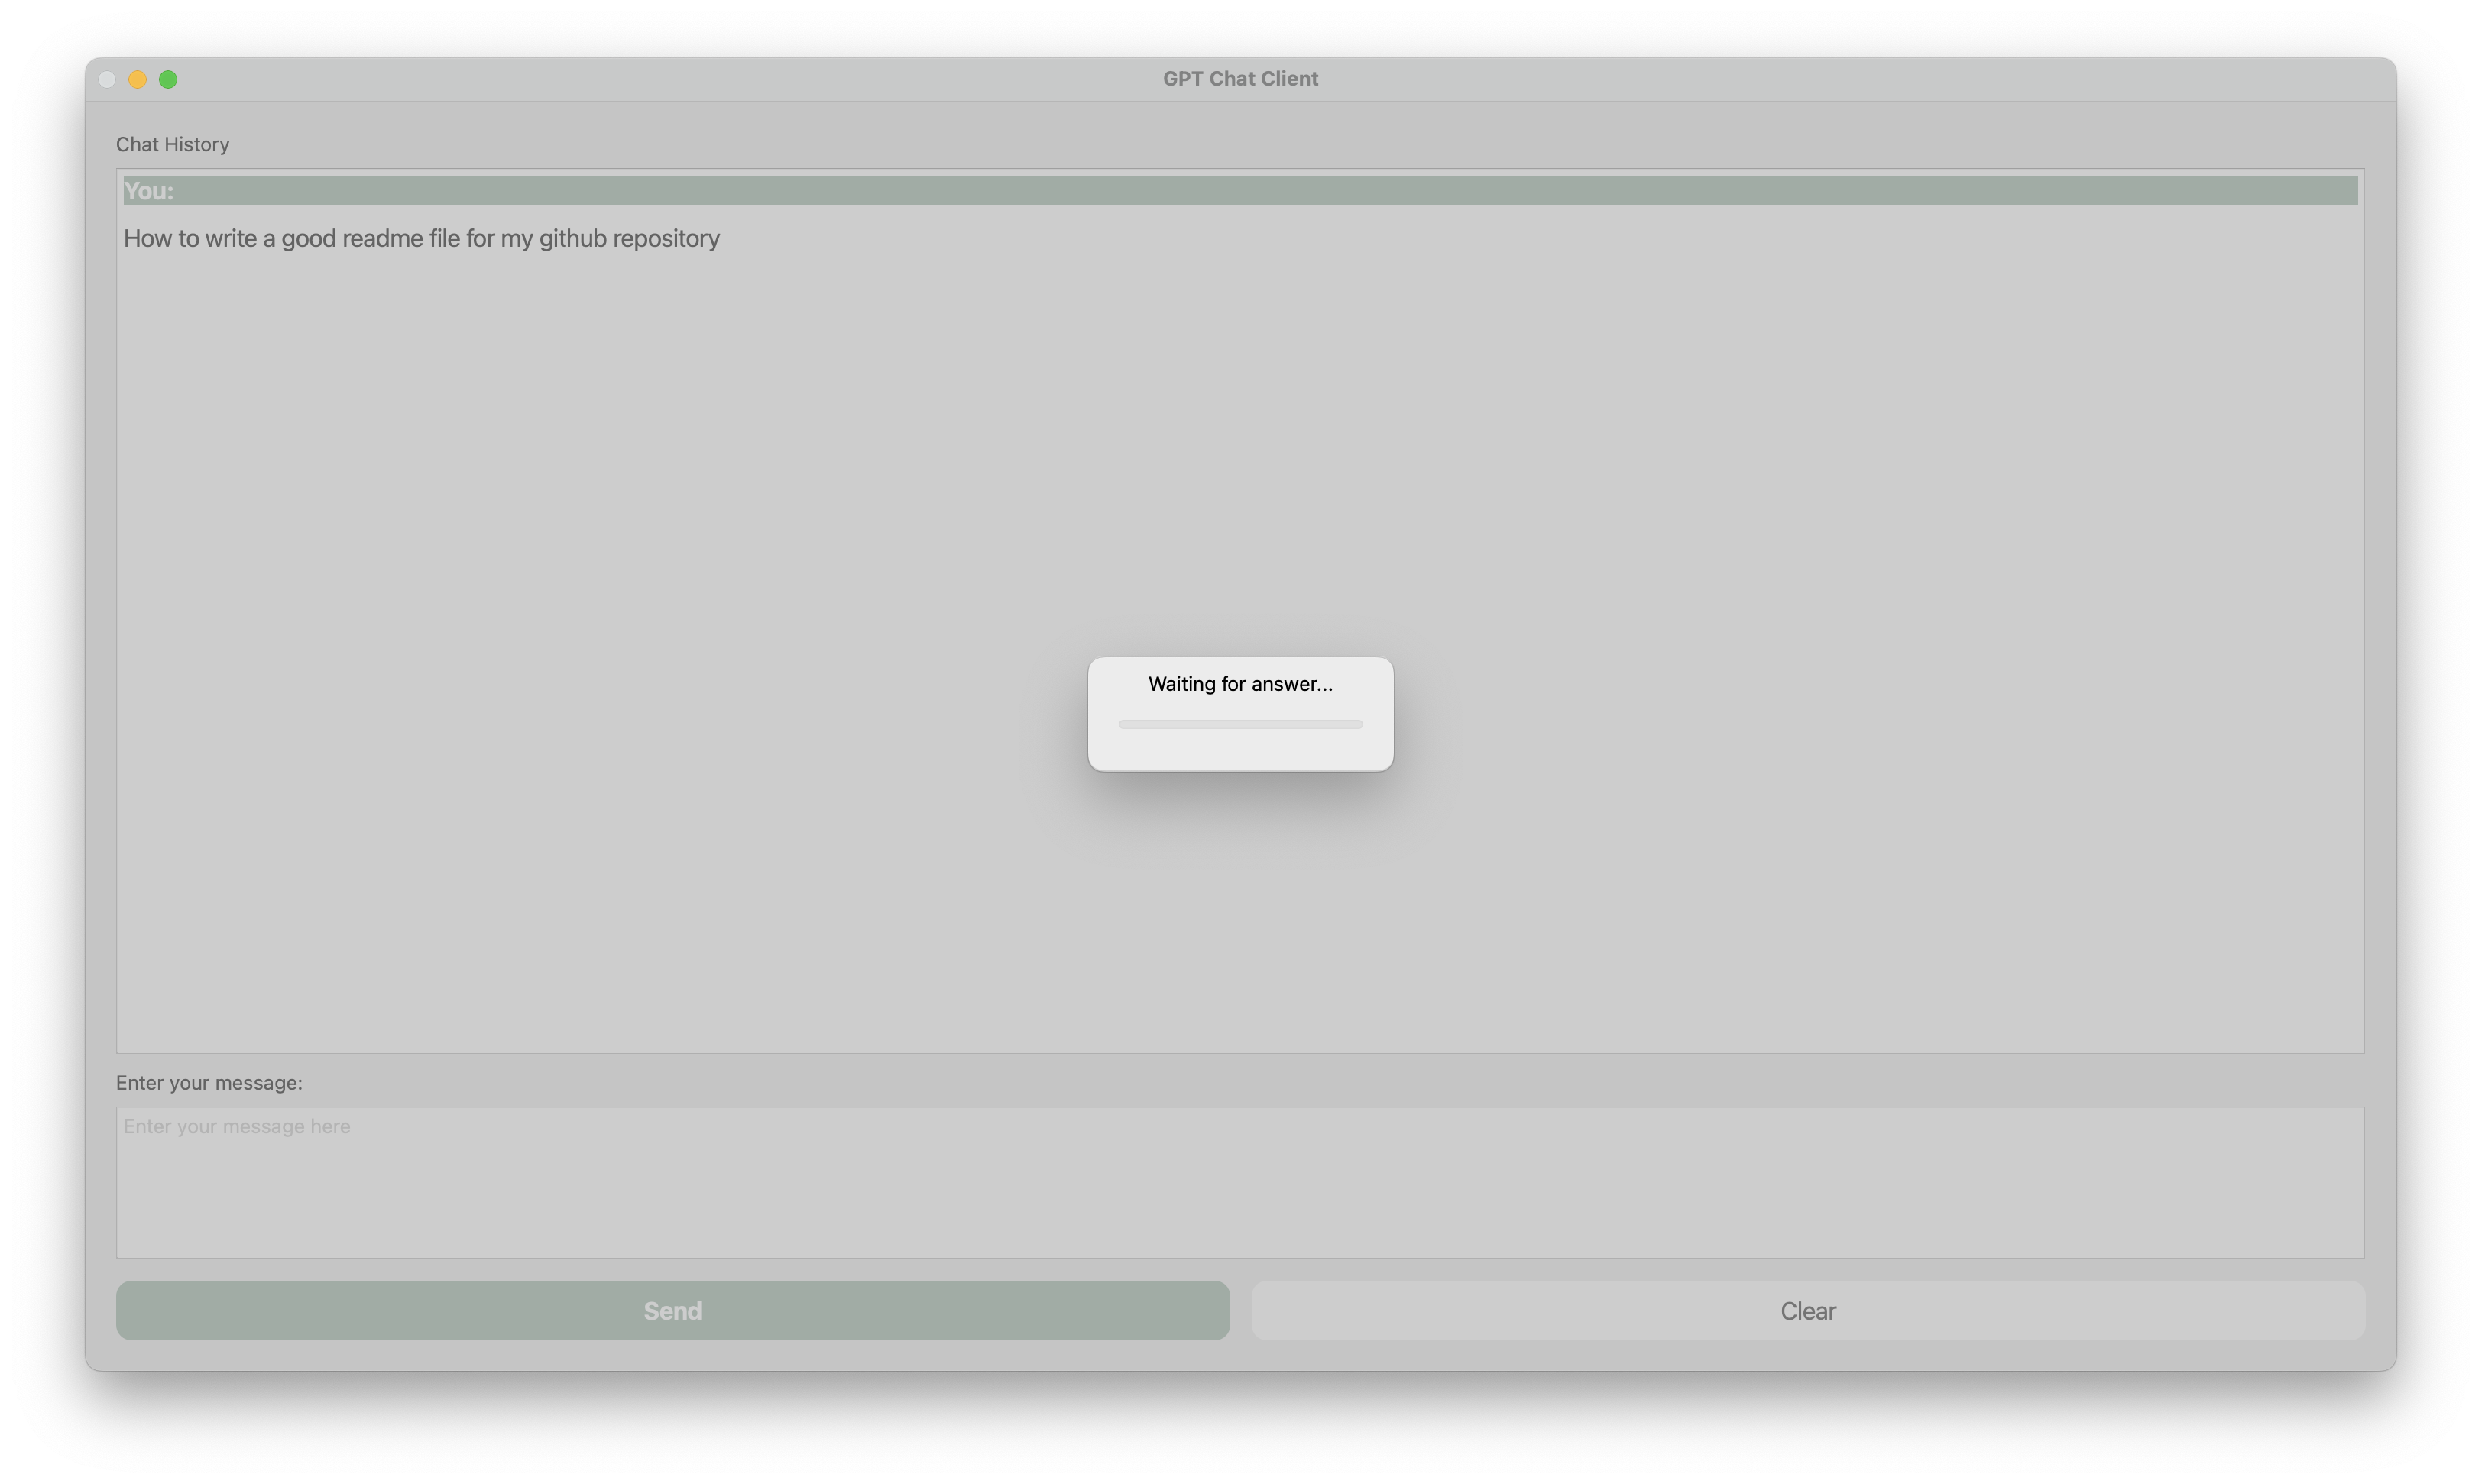 GPT Chat Client
Chat History
You:
How to write a good readme file for my github repository
Waiting for answer...
Enter your message:
Enter your message here
Send
Clear